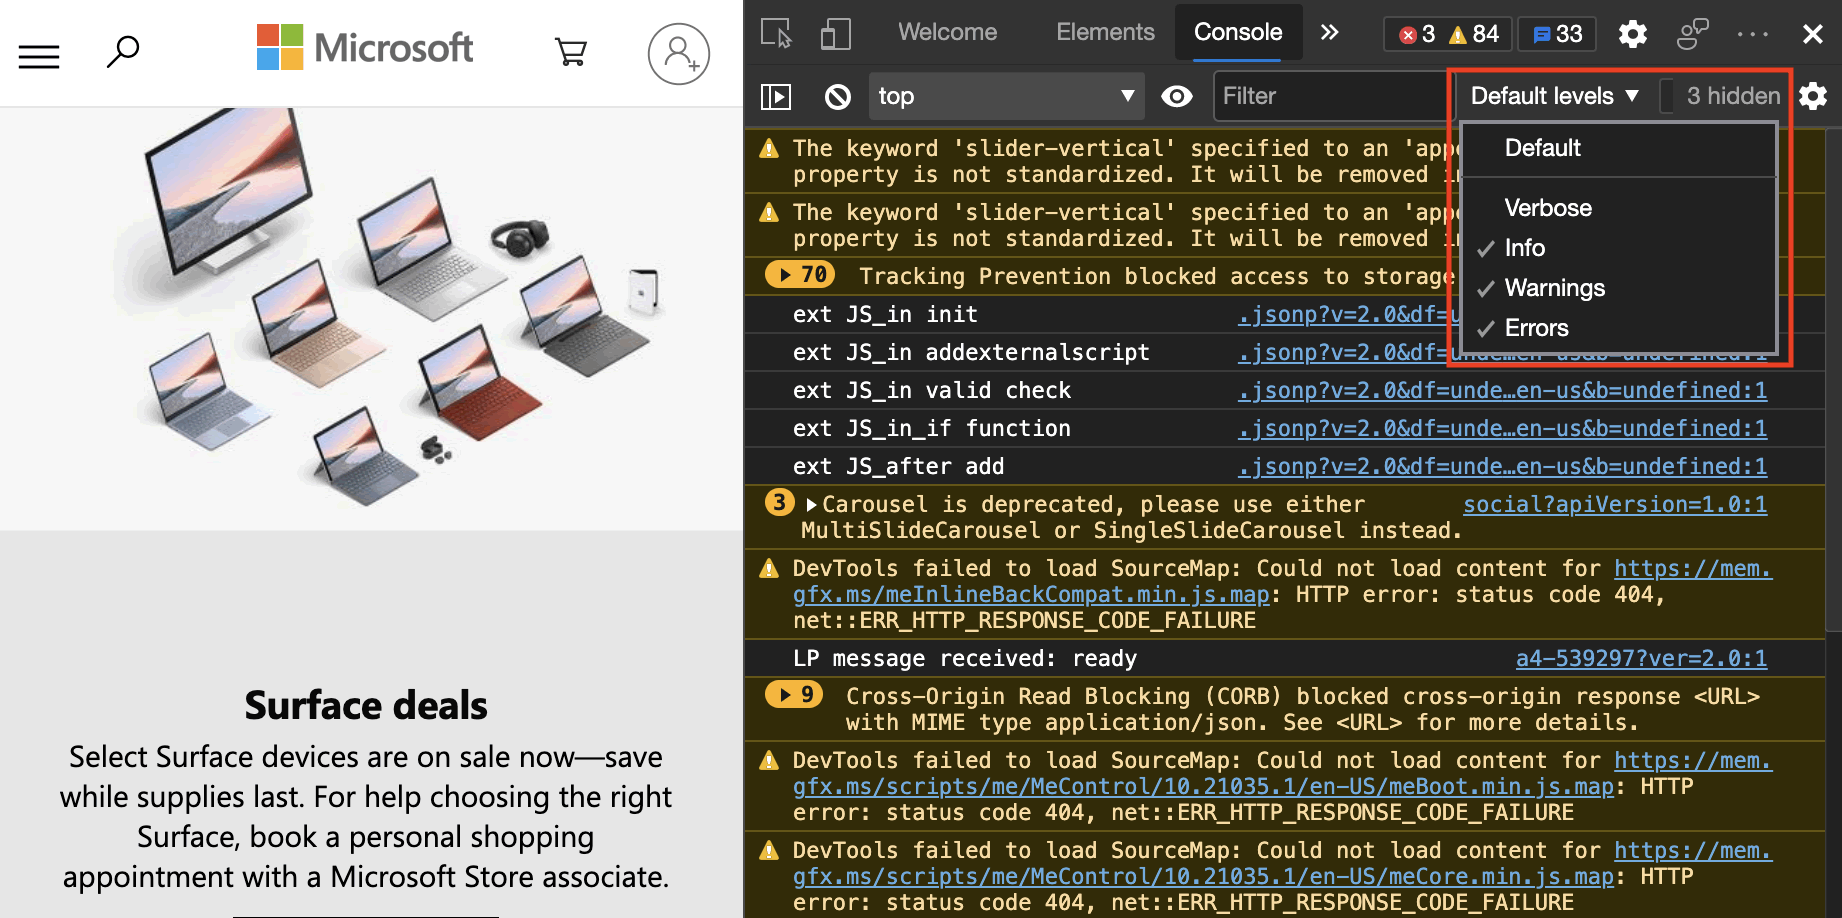 Microsoft
Surface deals
Select Surface devices are on sale now—save
while supplies last. For help choosing the right
Surface, book a personal shopping
appointment with a Microsoft Store associate.
Welcome Elements Console 3 84 33
top Filter Default levels ▼ 3 hidden
Default
Verbose
Info
Warnings
Errors
The keyword 'slider-vertical' specified to an 'appe
property is not standardized. It will be removed i
The keyword 'slider-vertical' specified to an 'appe
property is not standardized. It will be removed i
70 Tracking Prevention blocked access to storage
ext JS_in init .jsonp?v=2.0&df=u
ext JS_in addexternalscript .jsonp?v=2.0&df=unde…en-us&b=undefined:1
ext JS_in valid check .jsonp?v=2.0&df=unde…en-us&b=undefined:1
ext JS_in_if function .jsonp?v=2.0&df=unde…en-us&b=undefined:1
ext JS_after add .jsonp?v=2.0&df=unde…en-us&b=undefined:1
3 Carousel is deprecated, please use either social?apiVersion=1.0:1
MultiSlideCarousel or SingleSlideCarousel instead.
DevTools failed to load SourceMap: Could not load content for https://mem.
gfx.ms/meInlineBackCompat.min.js.map: HTTP error: status code 404,
net::ERR_HTTP_RESPONSE_CODE_FAILURE
LP message received: ready a4-539297?ver=2.0:1
9 Cross-Origin Read Blocking (CORB) blocked cross-origin response <URL>
with MIME type application/json. See <URL> for more details.
DevTools failed to load SourceMap: Could not load content for https://mem.
gfx.ms/scripts/me/MeControl/10.21035.1/en-US/meBoot.min.js.map: HTTP
error: status code 404, net::ERR_HTTP_RESPONSE_CODE_FAILURE
DevTools failed to load SourceMap: Could not load content for https://mem.
gfx.ms/scripts/me/MeControl/10.21035.1/en-US/meCore.min.js.map: HTTP
error: status code 404, net::ERR_HTTP_RESPONSE_CODE_FAILURE